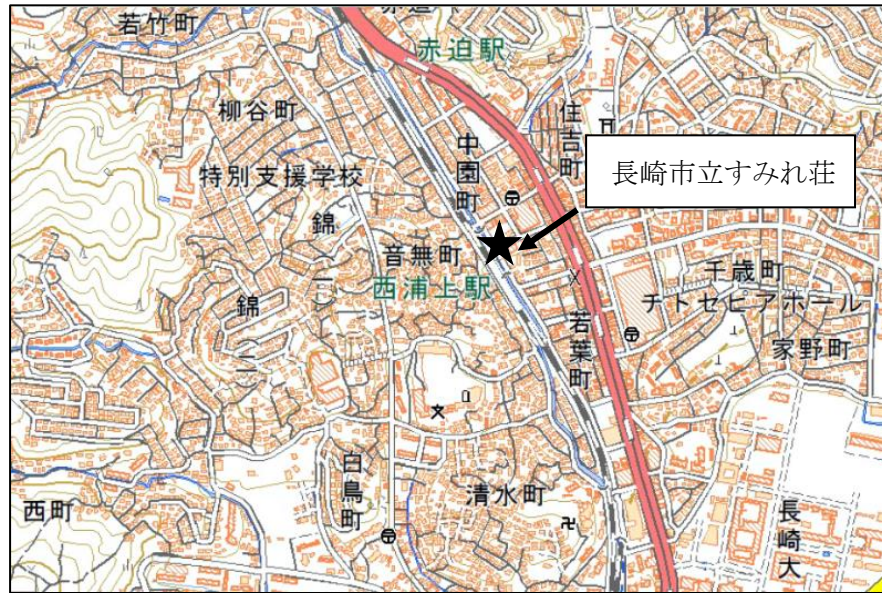 若竹町
赤迫駅
柳谷町
中園町
住吉町
長崎市立すみれ荘
特別支援学校
錦
音無町
西浦上駅
千歳町
チトセピアホール
錦
二
若葉町
家野町
白鳥町
清水町
西町
長崎大